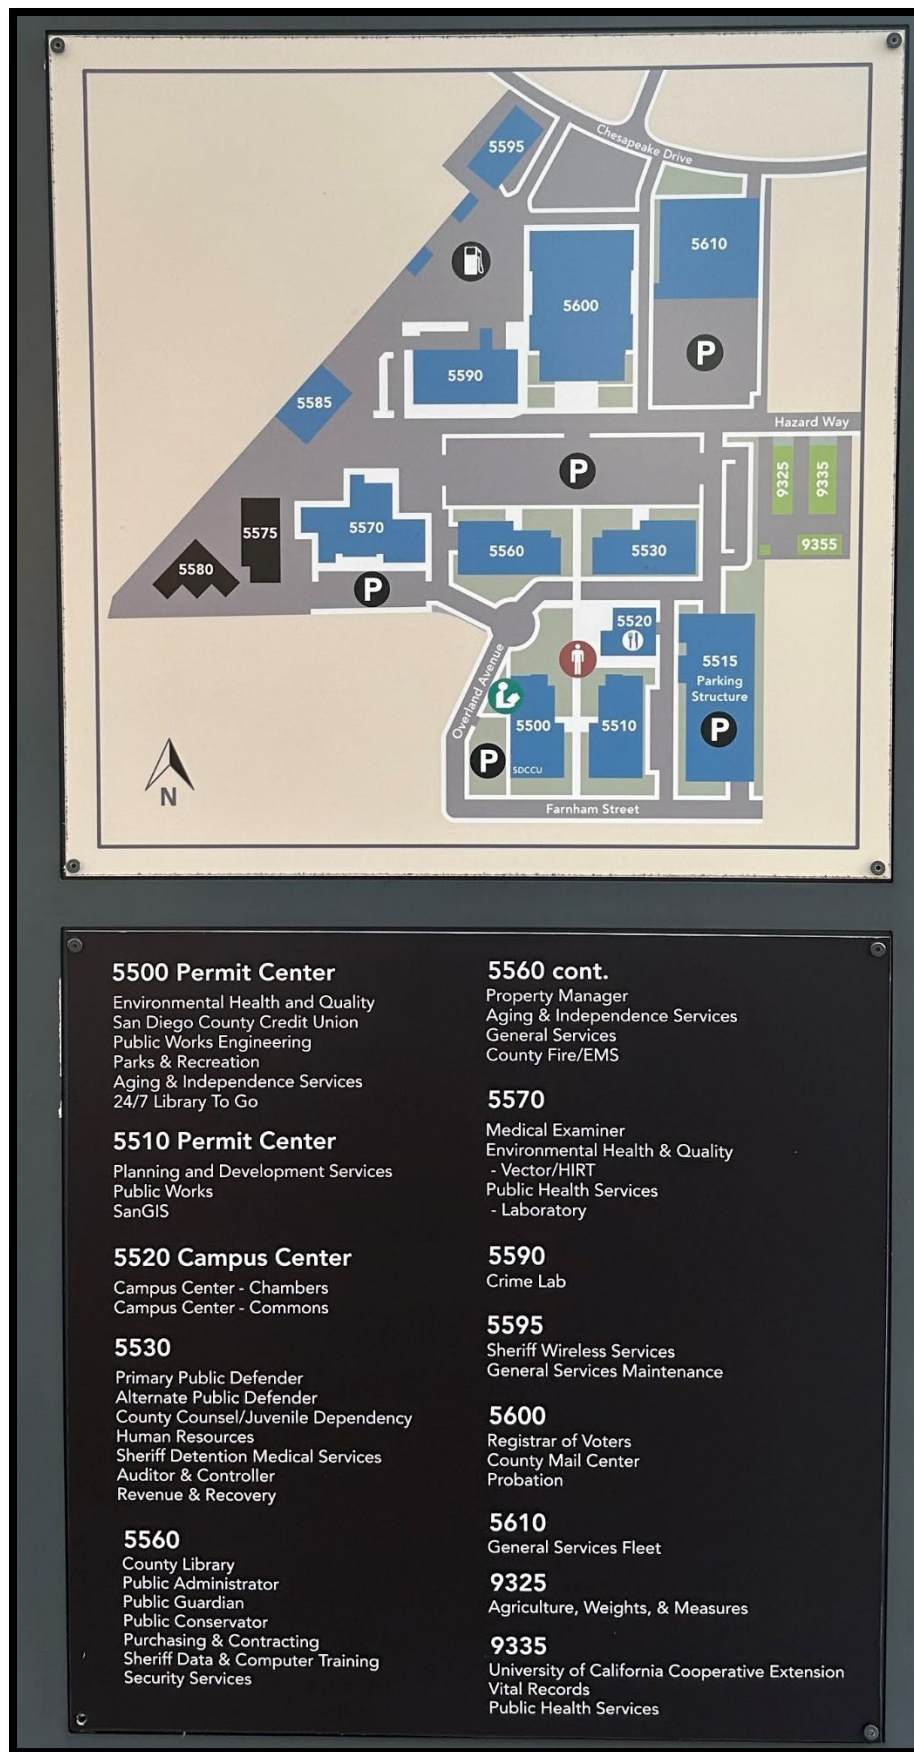 Chesapeake Drive
5595
5610
5600
P
5590
5585
Hazard Way
P
9325
9335
5575
5570
5560
5530
9355
5580
P
5520
Overland Avenue
5515
Parking
Structure
5500
5510
P
P
SDCCU
N
Farnham Street
5500 Permit Center
Environmental Health and Quality
San Diego County Credit Union
Public Works Engineering
Parks & Recreation
Aging & Independence Services
24/7 Library To Go
5510 Permit Center
Planning and Development Services
Public Works
SanGIS
5520 Campus Center
Campus Center - Chambers
Campus Center - Commons
5530
Primary Public Defender
Alternate Public Defender
County Counsel/Juvenile Dependency
Human Resources
Sheriff Detention Medical Services
Auditor & Controller
Revenue & Recovery
5560
County Library
Public Administrator
Public Guardian
Public Conservator
Purchasing & Contracting
Sheriff Data & Computer Training
Security Services
5560 cont.
Property Manager
Aging & Independence Services
General Services
County Fire/EMS
5570
Medical Examiner
Environmental Health & Quality
- Vector/HIRT
Public Health Services
- Laboratory
5590
Crime Lab
5595
Sheriff Wireless Services
General Services Maintenance
5600
Registrar of Voters
County Mail Center
Probation
5610
General Services Fleet
9325
Agriculture, Weights, & Measures
9335
University of California Cooperative Extension
Vital Records
Public Health Services